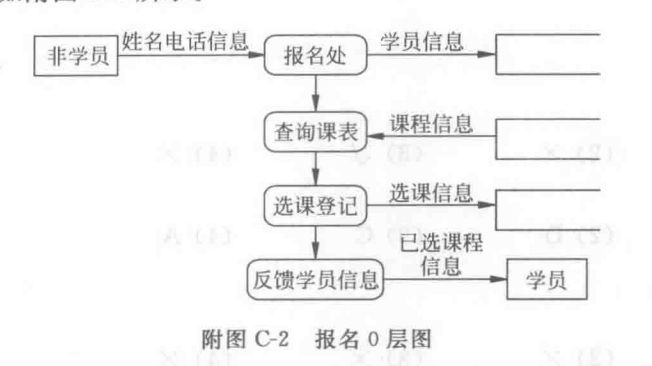 非学员 姓名电话信息 报名处 学员信息
查询课表 课程信息
选课登记 选课信息
反馈学员信息 已选课程
信息 学员
附图 C-2 报名 0 层图